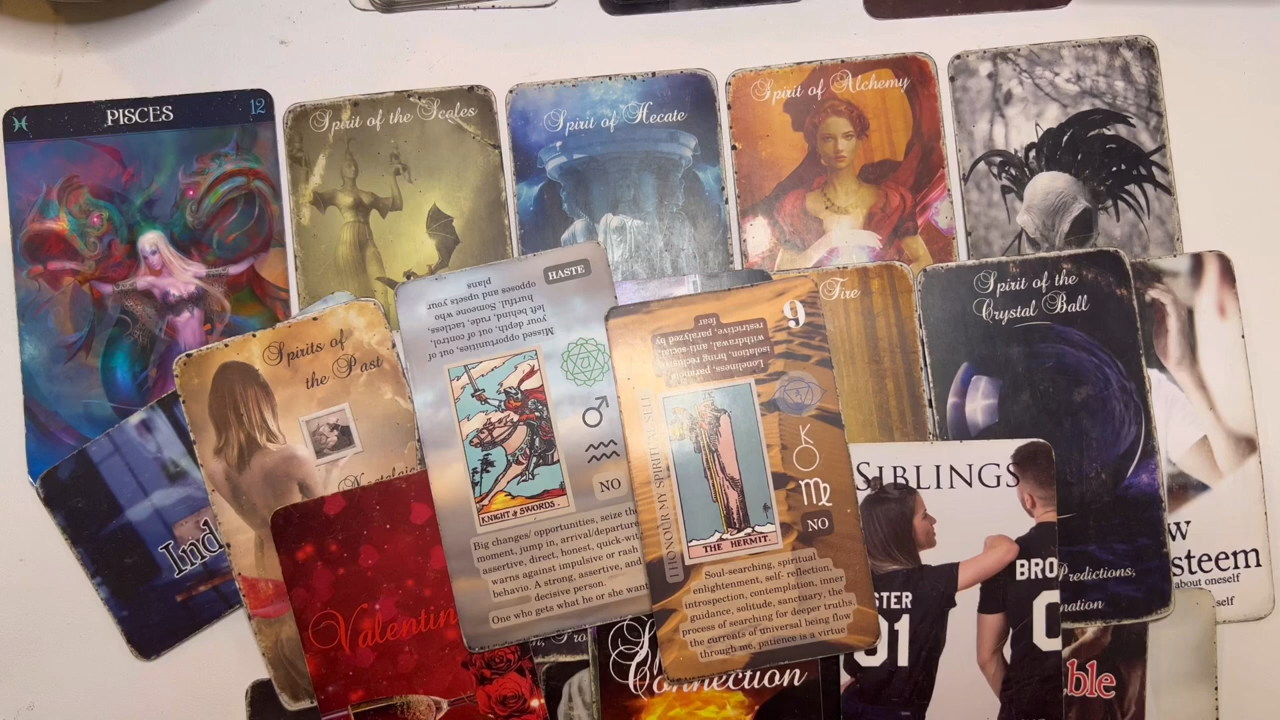 PISCES
12
Spirit of the Scales
Spirit of Hecate
Spirit of Alchemy
Spirits of
the Past
Nostalgia
HASTE
Missed opportunities, out of
your depth, out of control,
left behind. Someone who
hurtful, rude, tactless,
opposes and upsets your
plans
KNIGHT of SWORDS.
NO
Big changes/ opportunities, seize the
moment, jump in, arrival/departure
assertive, direct, honest, quick-wi
warns against impulsive or rash
behavio. A strong, assertive, and
decisive person.
One who gets what he or she wan
9
Loneliness, paranoia,
isolation, bring reclusi
withdrawal, anti-social,
restrictive, paralyzed by
fear
I HONOUR MY SPIRITUAL SELF
THE HERMIT.
NO
Soul-searching, spiritual
enlightenment, self- reflection,
introspection, contemplation, inner
guidance, solitude, sanctuary, the
process of searching for deeper truths,
the currents of universal being flow
through me, patience is a virtue
Fire
Spirit of the
Crystal Ball
Predictions,
nation
SIBLINGS
STER
01
BRO
0
w
steem
about oneself
self
Ind
Valentin
Connection
ble